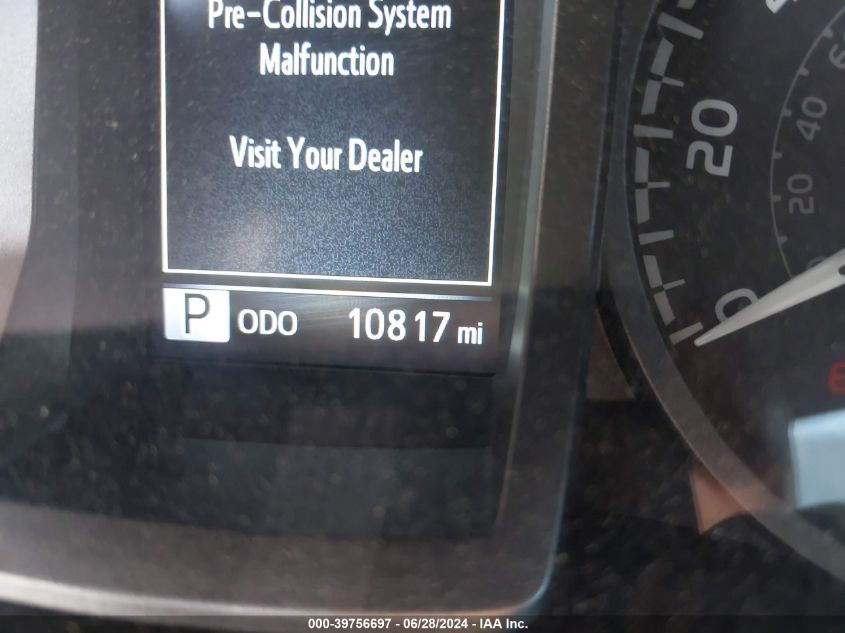 Pre-Collision System
Malfunction
Visit Your Dealer
P ODO 10817 mi
20
0
40
20
000-39756697 - 06/28/2024 - IAA Inc.